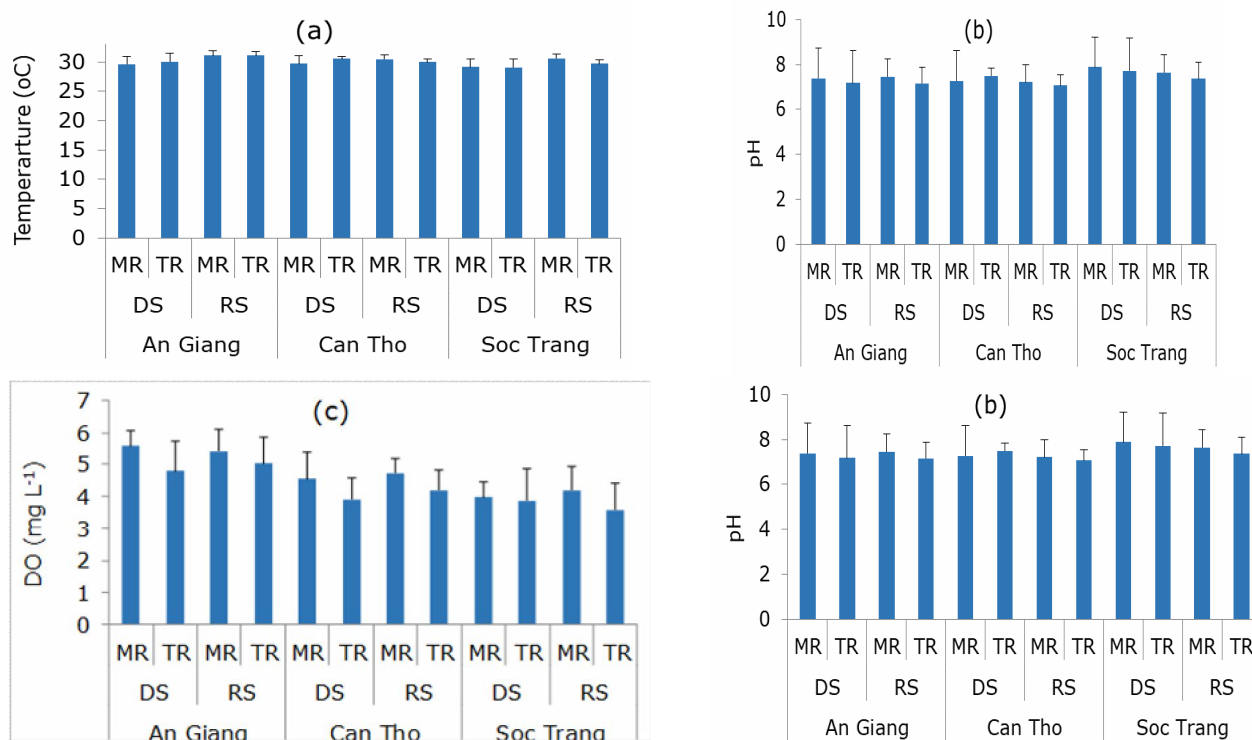 (a)
Temperarture (oC)
30
25
20
15
10
5
0
MR TR MR TR MR TR MR TR MR TR MR TR
DS RS DS RS DS RS
An Giang Can Tho Soc Trang
(b)
pH
10
8
6
4
2
0
MR TR MR TR MR TR MR TR MR TR MR TR
DS RS DS RS DS RS
An Giang Can Tho Soc Trang
(c)
DO (mg L⁻¹)
7
6
5
4
3
2
1
0
MR TR MR TR MR TR MR TR MR TR MR TR
DS RS DS RS DS RS
An Giang Can Tho Soc Trang
(b)
pH
10
8
6
4
2
0
MR TR MR TR MR TR MR TR MR TR MR TR
DS RS DS RS DS RS
An Giang Can Tho Soc Trang